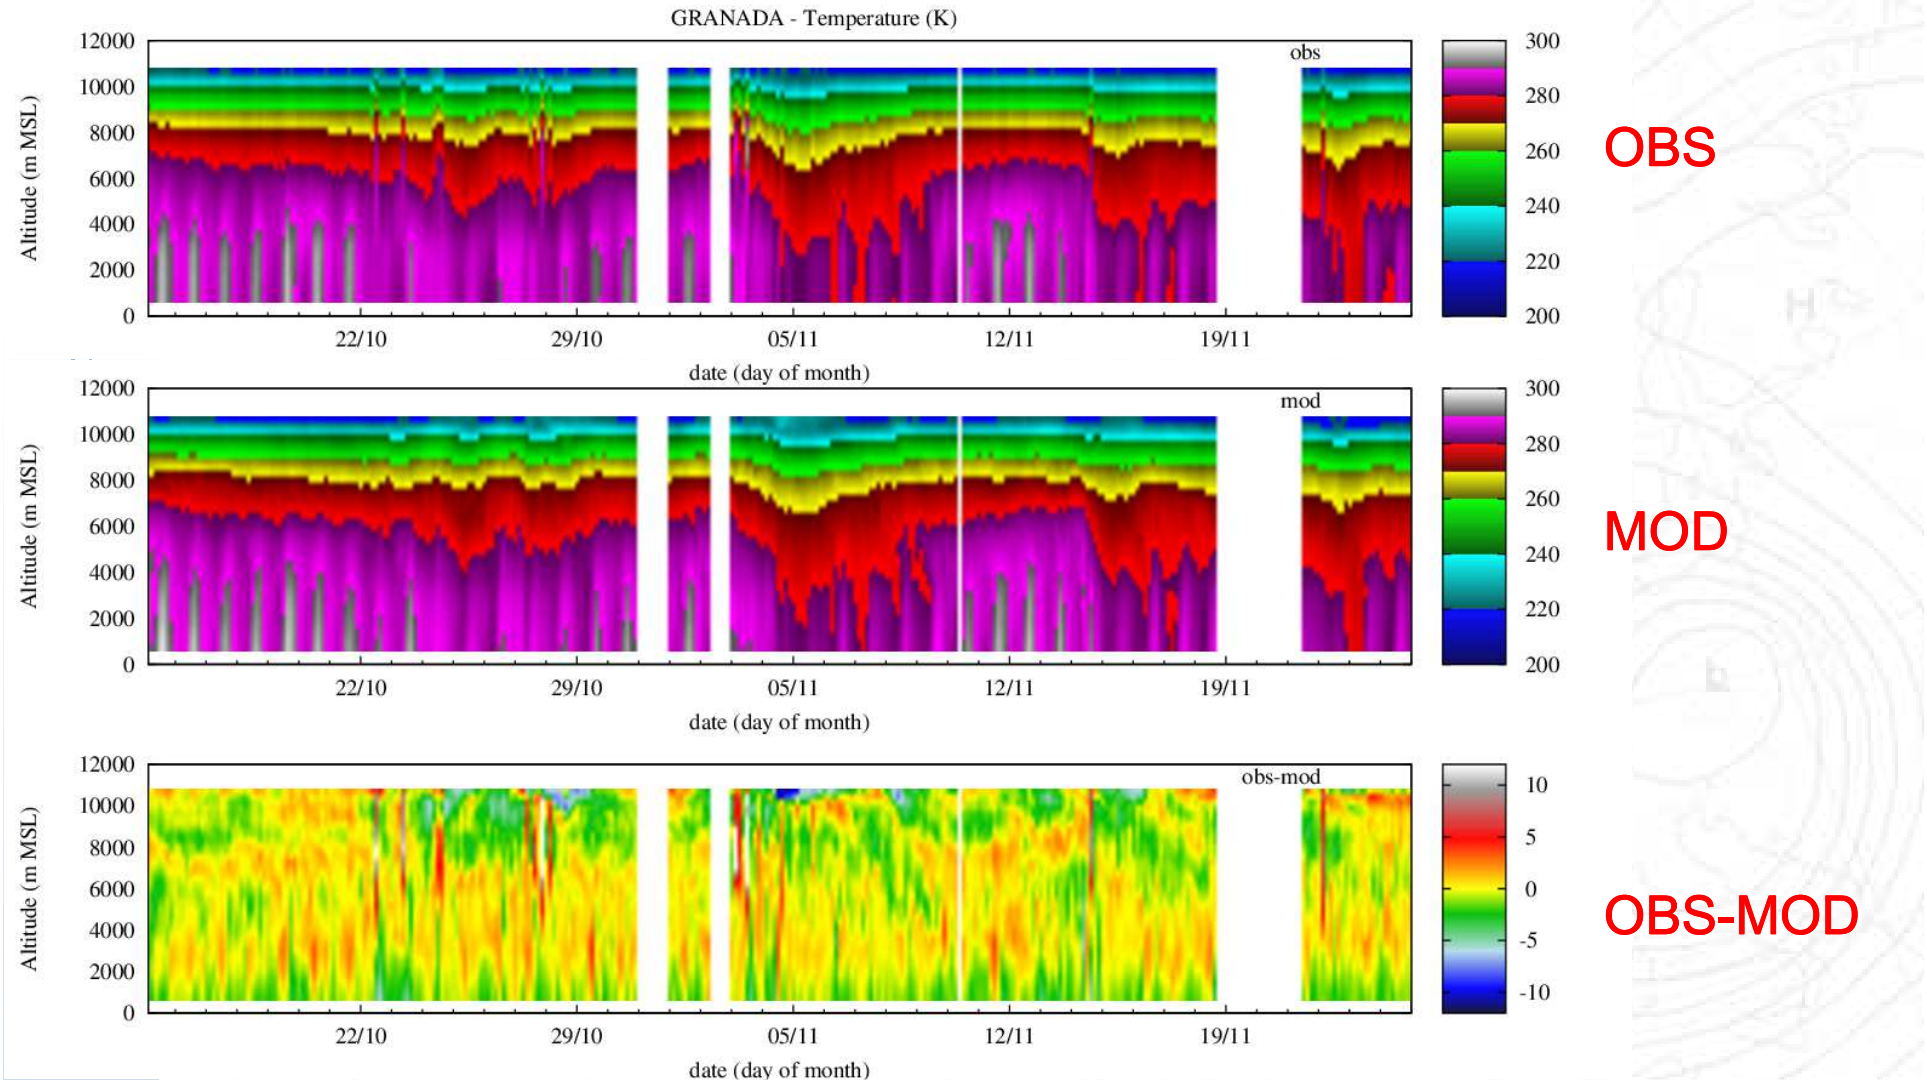 GRANADA - Temperature (K)
obs
12000
10000
8000
6000
4000
2000
0
Altitude (m MSL)
22/10 29/10 05/11 12/11 19/11
date (day of month)
300
280
260
240
220
200
OBS
mod
12000
10000
8000
6000
4000
2000
0
Altitude (m MSL)
22/10 29/10 05/11 12/11 19/11
date (day of month)
300
280
260
240
220
200
MOD
obs-mod
12000
10000
8000
6000
4000
2000
0
Altitude (m MSL)
22/10 29/10 05/11 12/11 19/11
date (day of month)
10
5
0
-5
-10
OBS-MOD
H